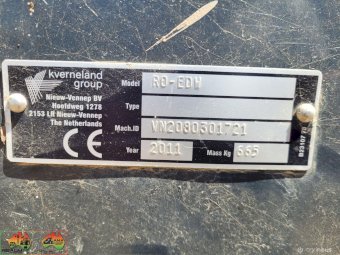 kverneland
group
Nieuw-Vennep BV
Hoofdweg 1278
2153 LR Nieuw-Vennep
The Netherlands
CE
Model RO-EDM
Type
Mach.ID VN2080501721
Year 2011 Mass Kg 665